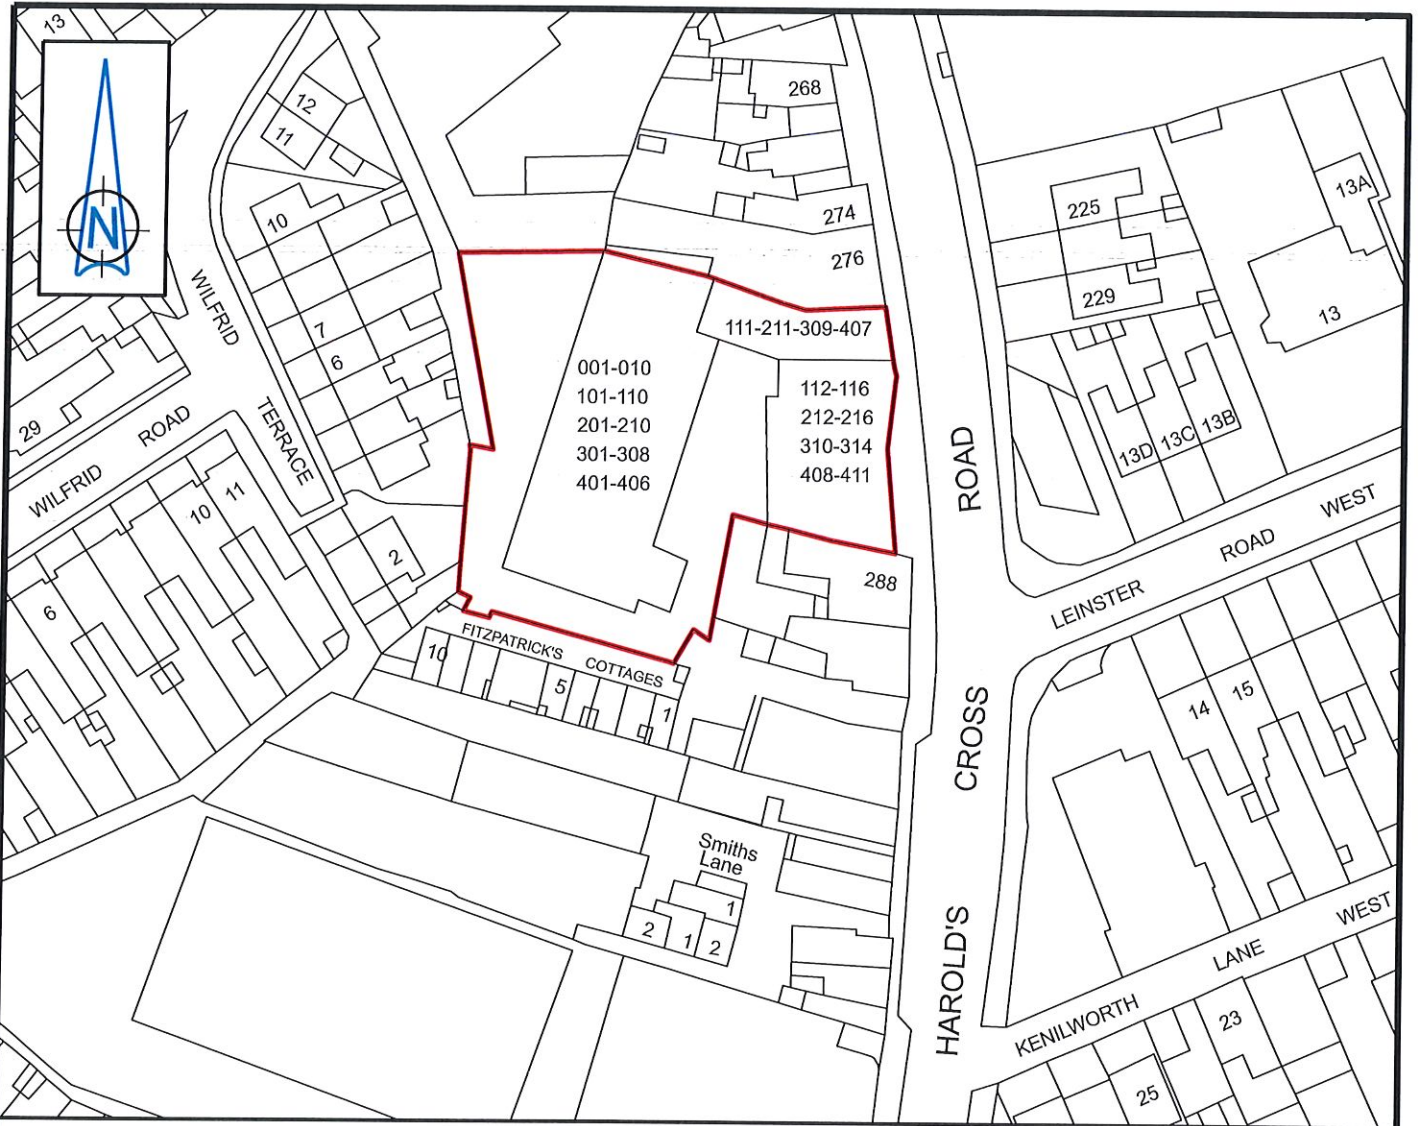 13
N
12
11
268
10
274
276
225
13A
229
13
WILFRID
TERRACE
7
6
111-211-309-407
001-010
101-110
201-210
301-308
401-406
112-116
212-216
310-314
408-411
13D
13C
13B
29
WILFRID ROAD
10
11
6
2
288
ROAD
CROSS
HAROLD'S
LEINSTER ROAD WEST
FITZPATRICK'S COTTAGES
10
5
1
14
15
Smiths
Lane
1
2
1
2
KENILWORTH LANE WEST
23
25